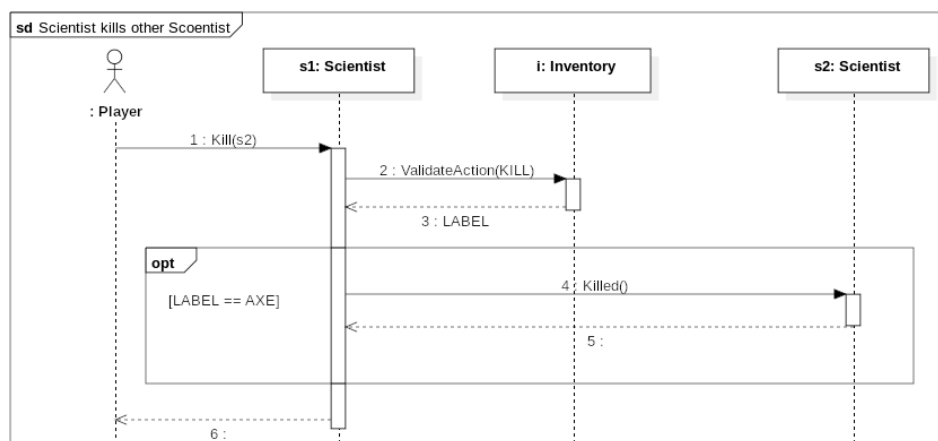 sd Scientist kills other Scoentist
s1: Scientist
i: Inventory
s2: Scientist
: Player
1 : Kill(s2)
2 : ValidateAction(KILL)
3 : LABEL
opt
[LABEL == AXE]
4 : Killed()
5 :
6 :